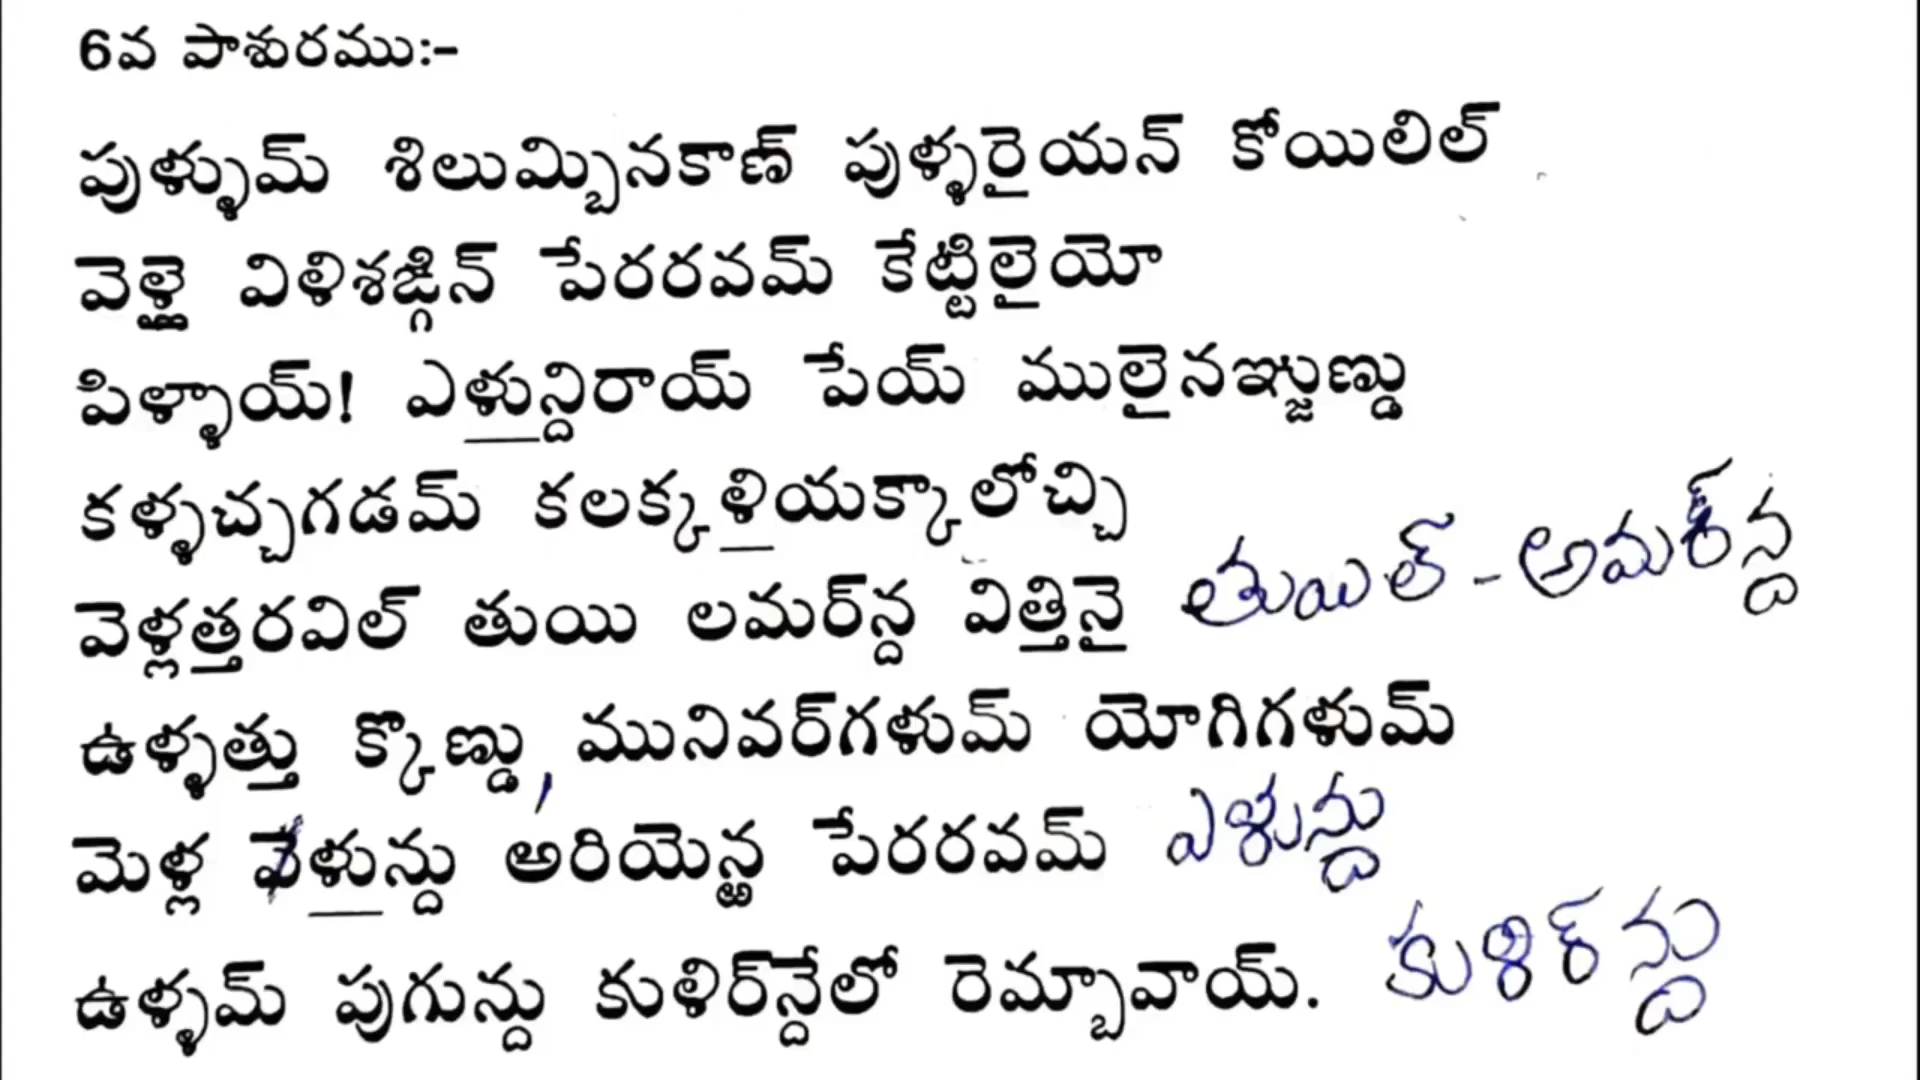 6వ పాశురము:-
పుళ్ళుమ్ శిలుమ్బినకాణ్ పుళ్ళరైయన్ కోయిలిల్
వెళ్లై విళిశఙ్గిన్ పేరరవమ్ కేట్టిలైయో
పిళ్ళాయ్! ఎళున్దిరాయ్ పేయ్ ములైనఞ్జుణ్డు
కళ్ళచ్చగడమ్ కలక్కళియక్కాలోచ్చి
వెళ్లత్తరవిల్ తుయి లమర్‌న్ద విత్తినై తుయిల్ - అమర్‌న్ద
ఉళ్ళత్తు క్కొణ్డు, మునివర్‌గళుమ్ యోగిగళుమ్
మెళ్ల వేళున్దు అరియెన్ఱ పేరరవమ్ ఎళున్దు
ఉళ్ళమ్ పుగున్దు కుళిర్‌న్దేలో రెమ్బావాయ్. కుళిర్‌న్దు